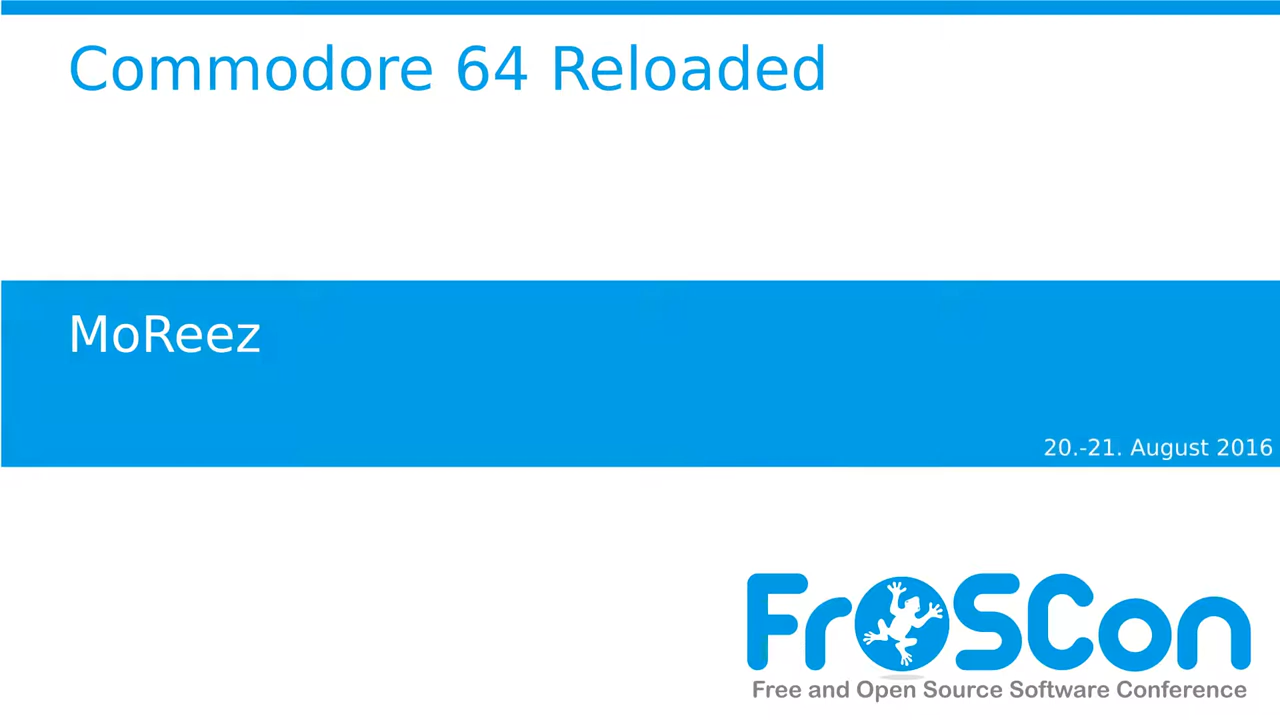 Commodore 64 Reloaded
MoReez
20.-21. August 2016
FrOSCon
Free and Open Source Software Conference